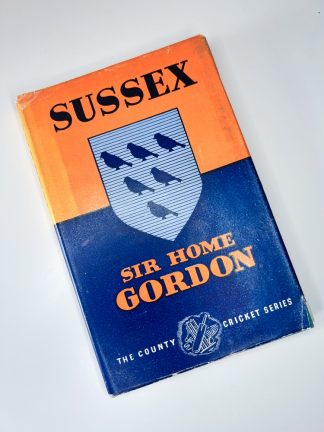 SUSSEX
SIR HOME
GORDON
THE COUNTY CRICKET SERIES